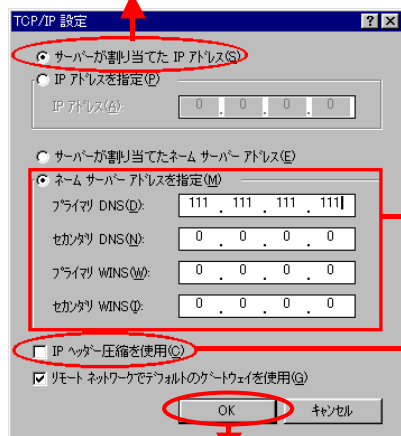 TCP/IP 設定
サーバーが割り当てた IP アドレス(S)
IP アドレスを指定(P)
IP アドレス(A): 0 . 0 . 0 . 0
サーバーが割り当てたネーム サーバー アドレス(E)
ネーム サーバー アドレスを指定(M)
プライマリ DNS(D): 111 . 111 . 111 . 111
セカンダリ DNS(N): 0 . 0 . 0 . 0
プライマリ WINS(W): 0 . 0 . 0 . 0
セカンダリ WINS(I): 0 . 0 . 0 . 0
IP ヘッダー圧縮を使用(C)
リモート ネットワークでデフォルトのゲートウェイを使用(G)
OK キャンセル